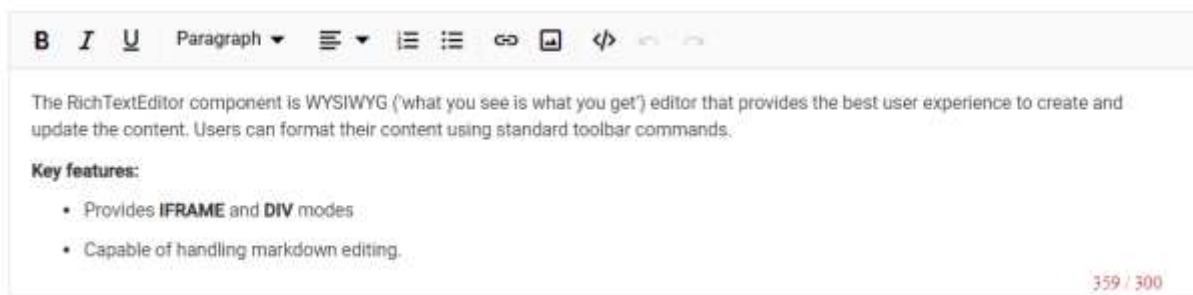 B I U Paragraph
The RichTextEditor component is WYSIWYG ('what you see is what you get') editor that provides the best user experience to create and
update the content. Users can format their content using standard toolbar commands.
Key features:
• Provides IFRAME and DIV modes
• Capable of handling markdown editing.
359 / 300